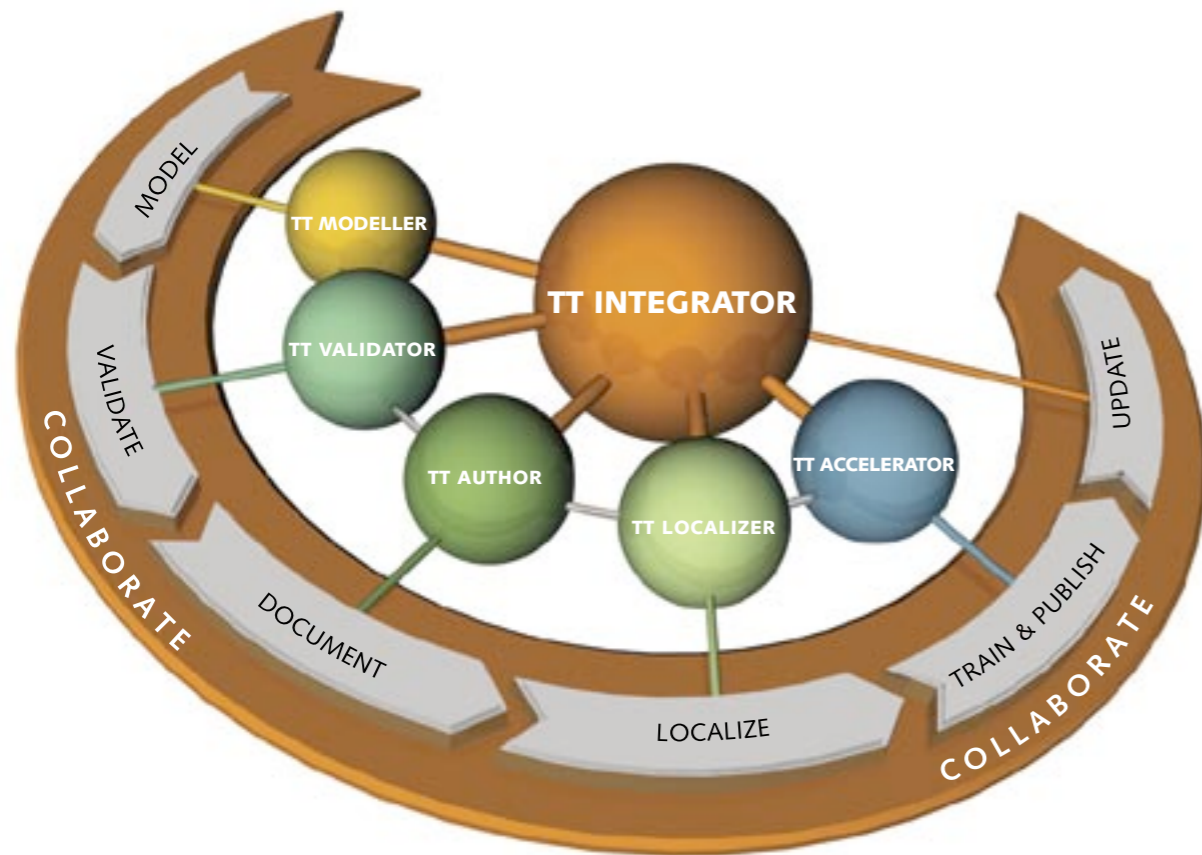 MODEL
TT MODELLER
TT INTEGRATOR
TT VALIDATOR
VALIDATE
UPDATE
COLLABORATE
TT AUTHOR
TT ACCELERATOR
TT LOCALIZER
DOCUMENT
TRAIN & PUBLISH
LOCALIZE
COLLABORATE